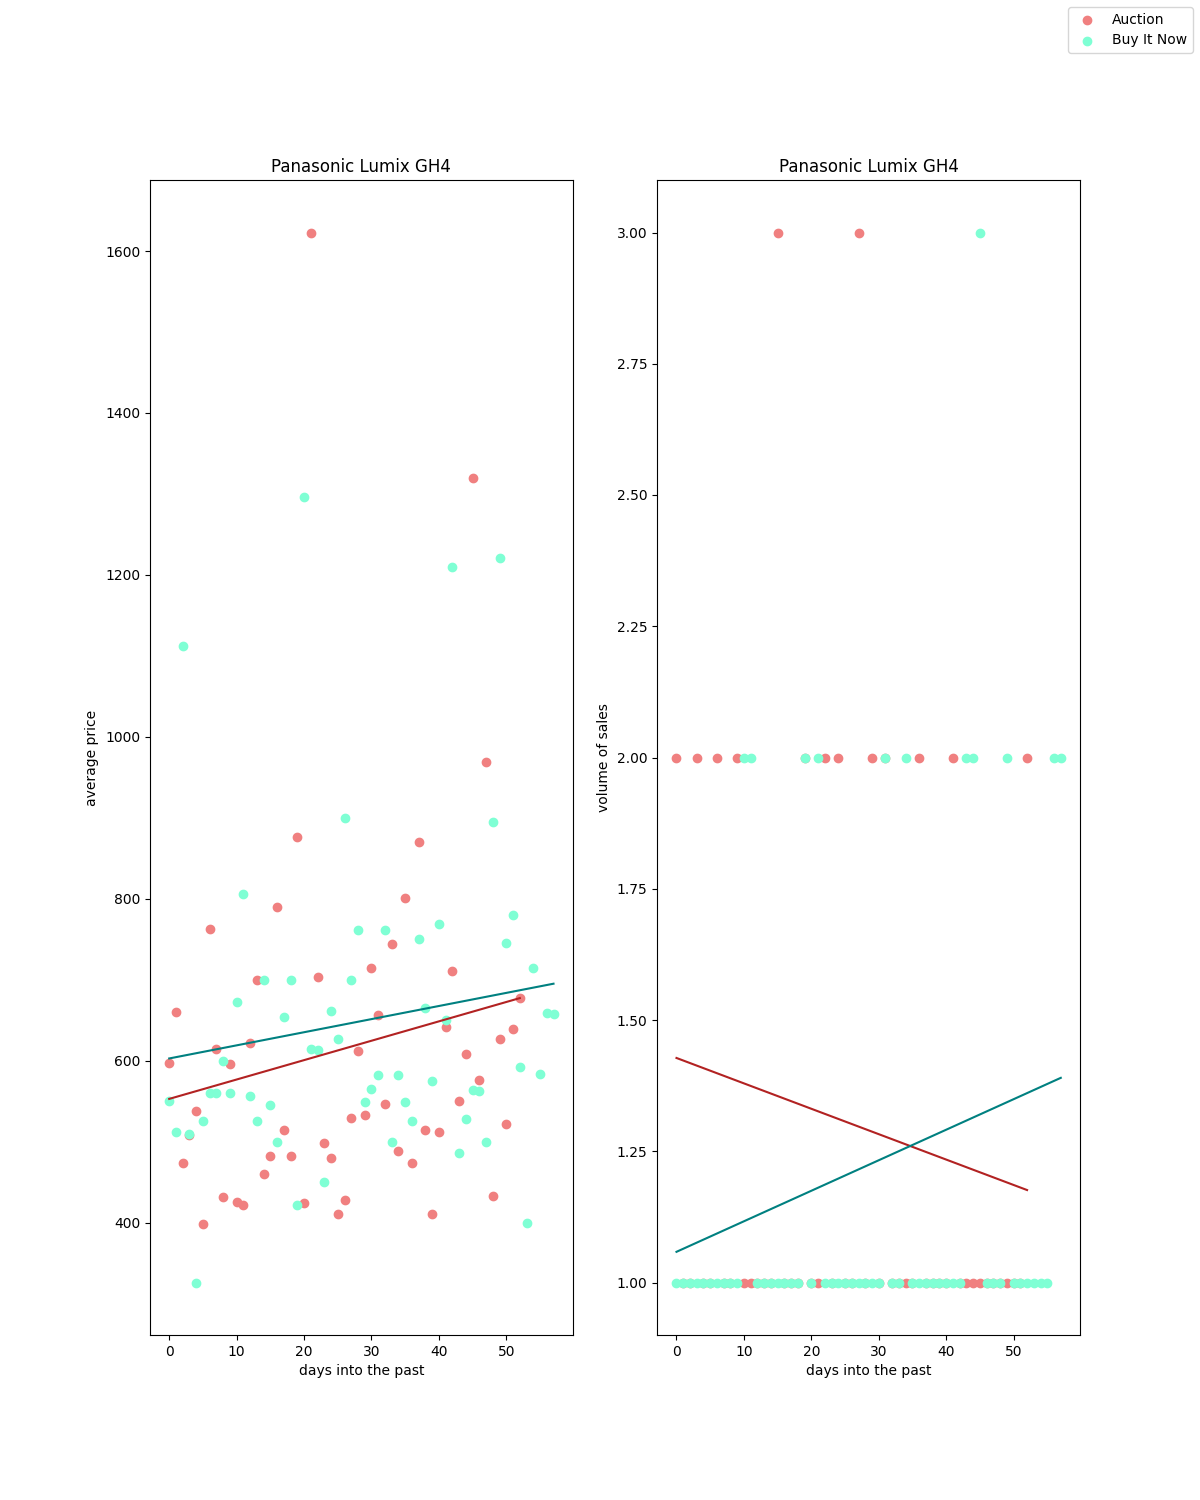 Auction
Buy It Now
Panasonic Lumix GH4
1600
1400
1200
1000
800
600
400
average price
0 10 20 30 40 50
days into the past
Panasonic Lumix GH4
3.00
2.75
2.50
2.25
2.00
1.75
1.50
1.25
1.00
volume of sales
0 10 20 30 40 50
days into the past